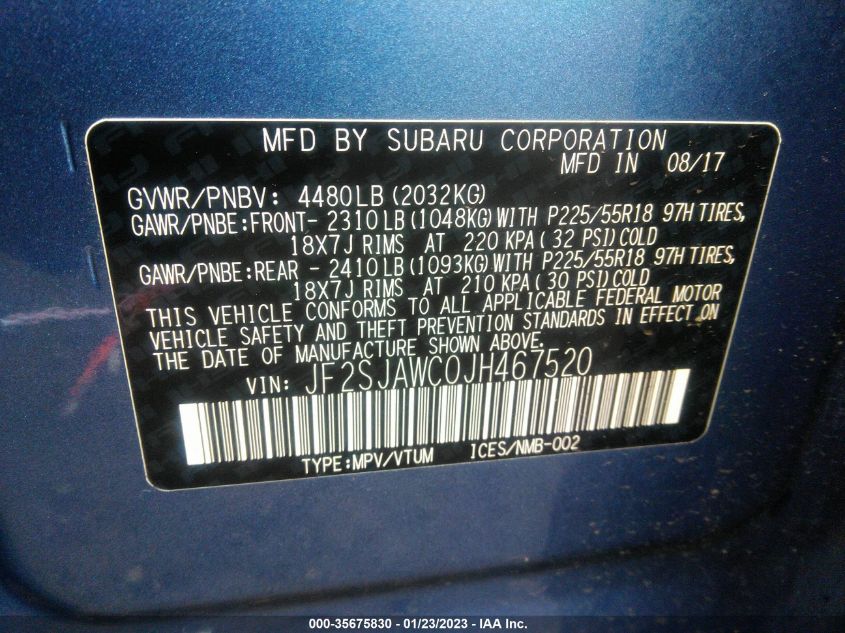 MFD BY SUBARU CORPORATION
MFD IN 08/17
GVWR/PNBV: 4480LB (2032KG)
GAWR/PNBE:FRONT- 2310LB (1048KG) WITH P225/55R18 97H TIRES,
18X7J RIMS AT 220 KPA ( 32 PSI) COLD
GAWR/PNBE:REAR - 2410LB (1093KG) WITH P225/55R18 97H TIRES,
18X7J RIMS AT 210 KPA ( 30 PSI) COLD
THIS VEHICLE CONFORMS TO ALL APPLICABLE FEDERAL MOTOR
VEHICLE SAFETY AND THEFT PREVENTION STANDARDS IN EFFECT ON
THE DATE OF MANUFACTURE SHOWN ABOVE.
VIN: JF2SJAWC0JH467520
TYPE:MPV/VTUM ICES/NMB-002
000-35675830 - 01/23/2023 - IAA Inc.